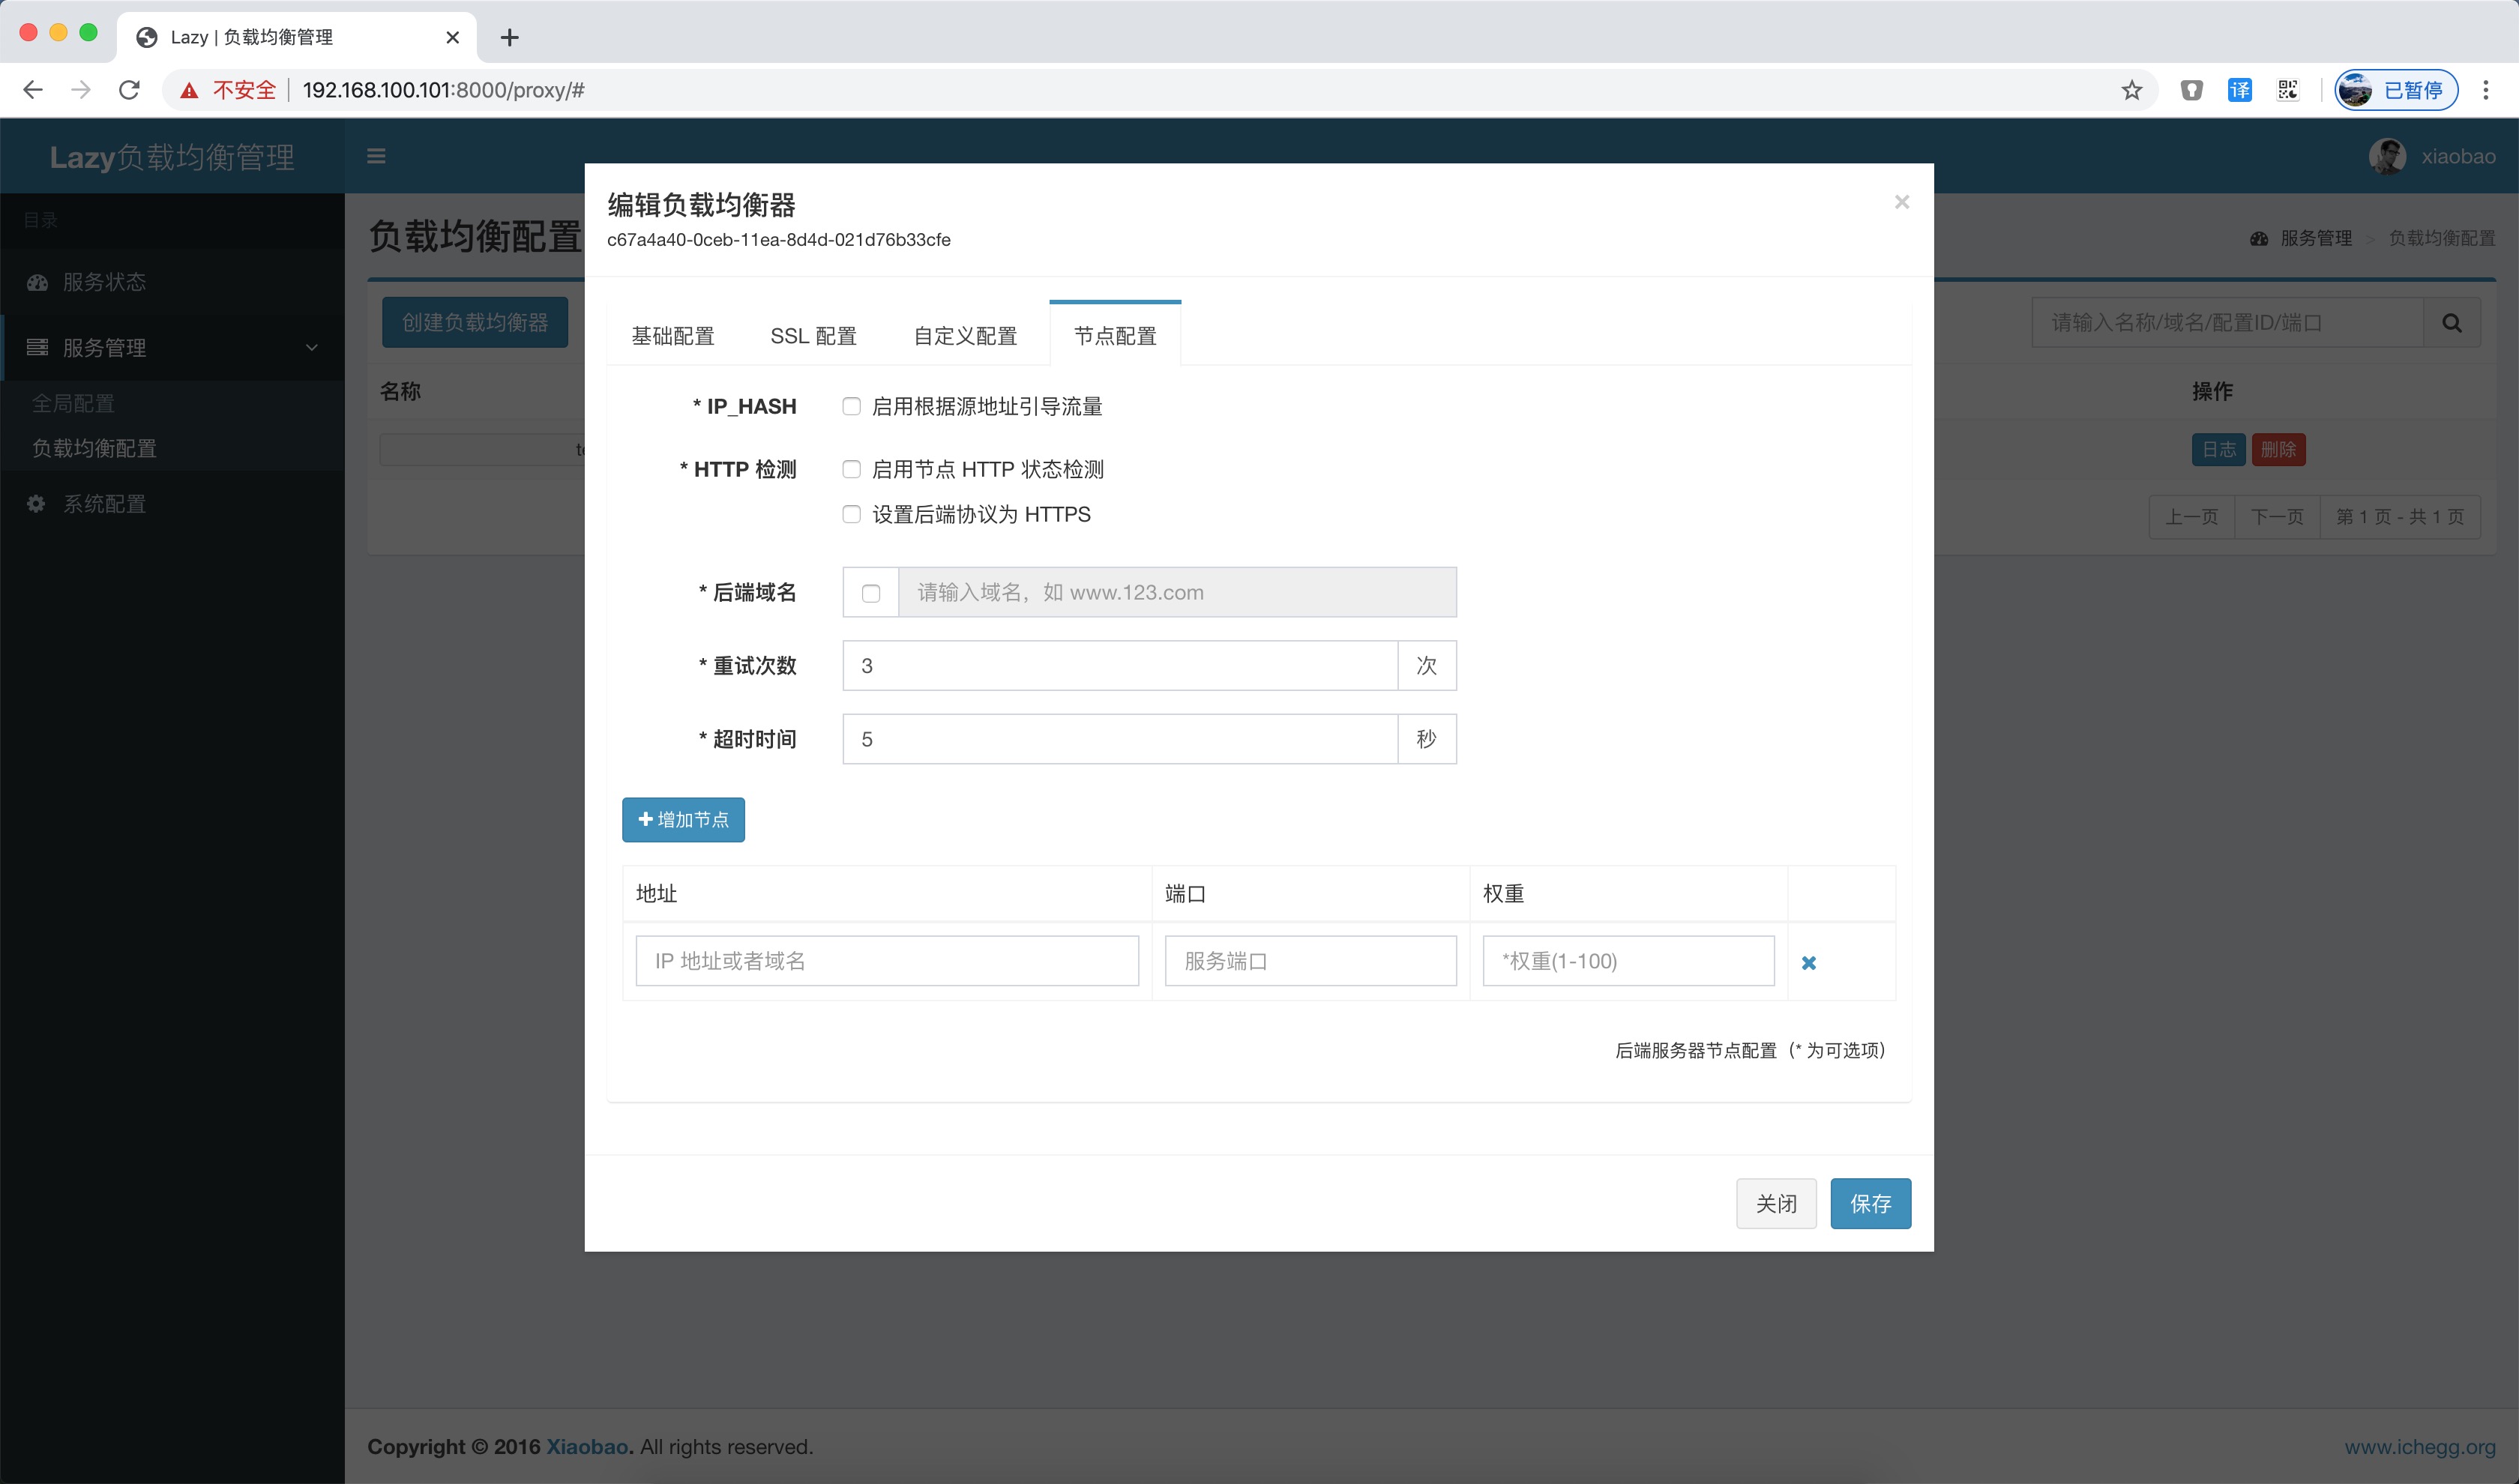 Lazy | 负载均衡管理
不安全 192.168.100.101:8000/proxy/# 译 已暂停
Lazy负载均衡管理 xiaobao
目录
服务状态
服务管理
全局配置
负载均衡配置
系统配置
负载均衡配置
服务管理 > 负载均衡配置
创建负载均衡器
请输入名称/域名/配置ID/端口
名称 操作
日志 删除
上一页 下一页 第 1 页 - 共 1 页
编辑负载均衡器 ×
c67a4a40-0ceb-11ea-8d4d-021d76b33cfe
基础配置 SSL 配置 自定义配置 节点配置
* IP_HASH 启用根据源地址引导流量
* HTTP 检测 启用节点 HTTP 状态检测
设置后端协议为 HTTPS
* 后端域名 请输入域名，如 www.123.com
* 重试次数 3 次
* 超时时间 5 秒
增加节点
地址 端口 权重
IP 地址或者域名 服务端口 *权重(1-100)
后端服务器节点配置（* 为可选项）
关闭 保存
Copyright © 2016 Xiaobao. All rights reserved. www.ichegg.org